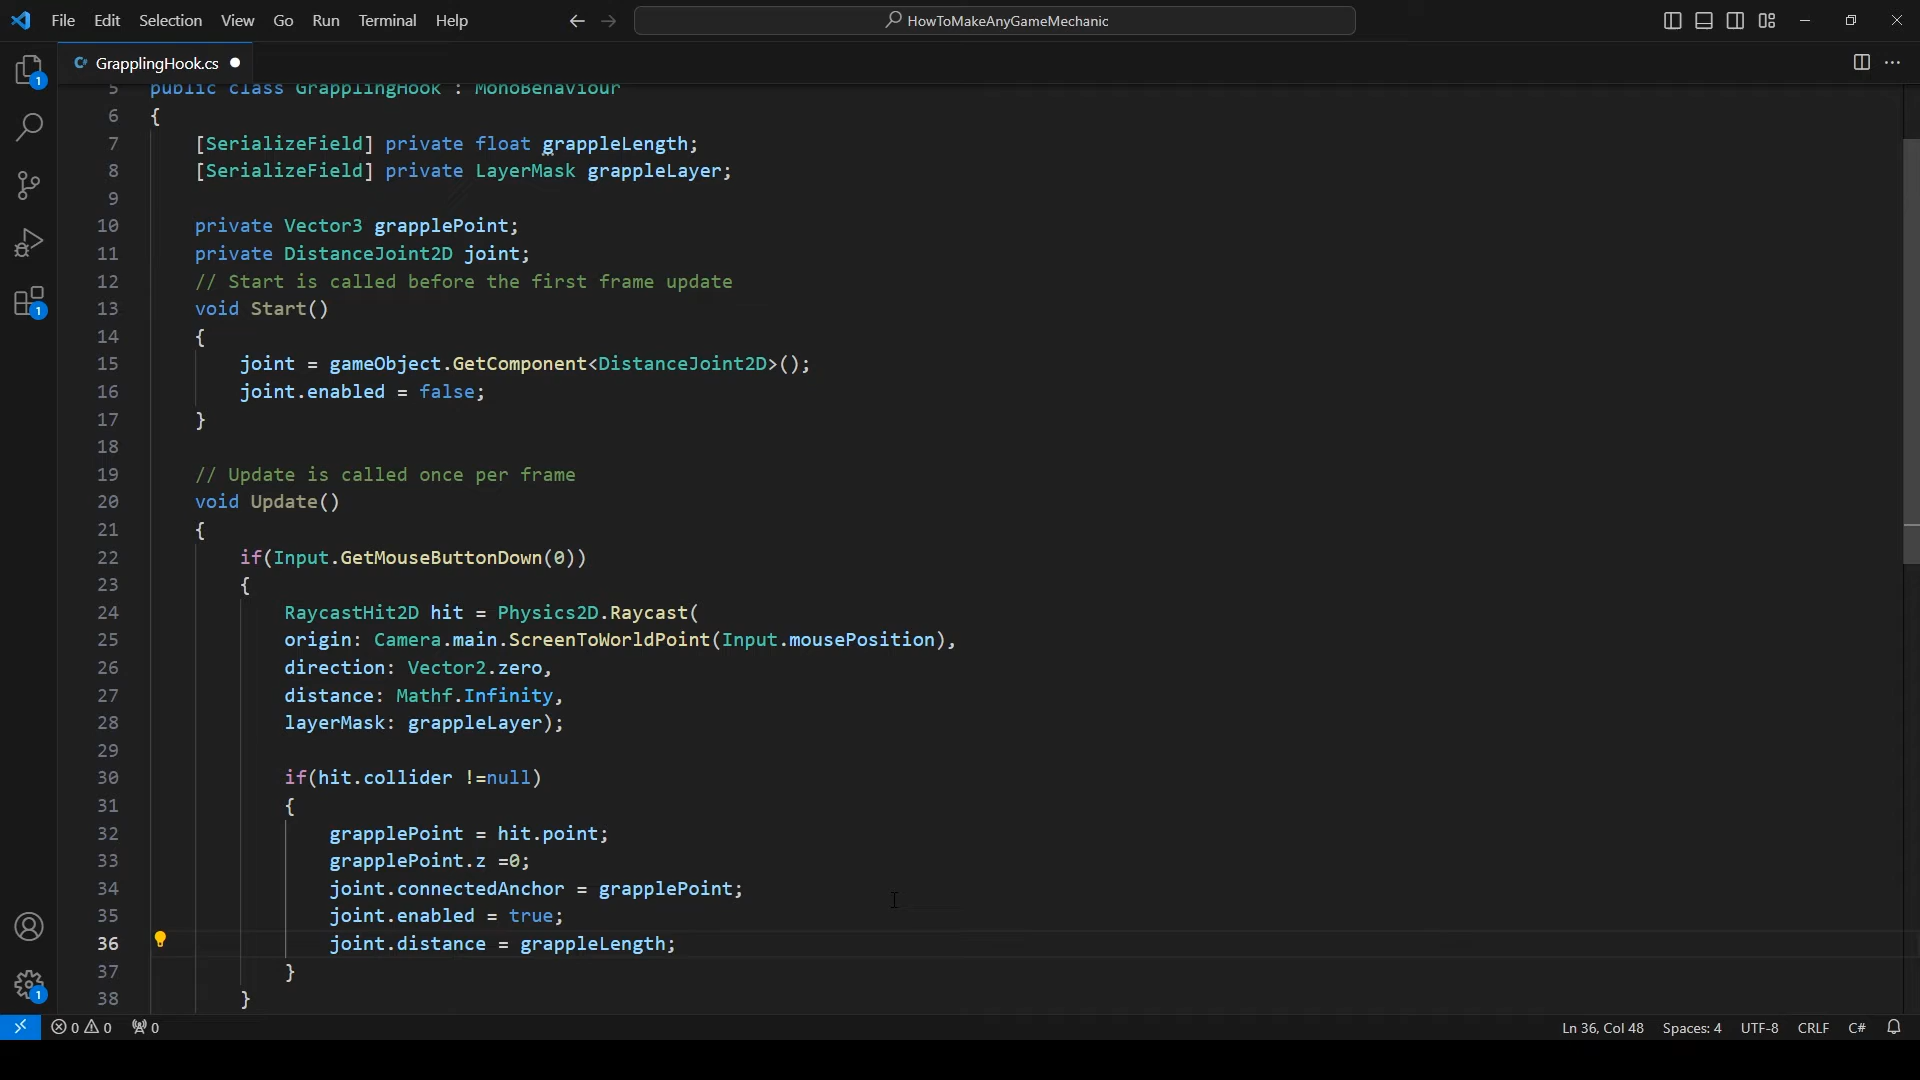 File Edit Selection View Go Run Terminal Help
HowToMakeAnyGameMechanic
C# GrapplingHook.cs
5 public class GrapplingHook : MonoBehaviour
6 {
7 [SerializeField] private float grappleLength;
8 [SerializeField] private LayerMask grappleLayer;
9
10 private Vector3 grapplePoint;
11 private DistanceJoint2D joint;
12 // Start is called before the first frame update
13 void Start()
14 {
15 joint = gameObject.GetComponent<DistanceJoint2D>();
16 joint.enabled = false;
17 }
18
19 // Update is called once per frame
20 void Update()
21 {
22 if(Input.GetMouseButtonDown(0))
23 {
24 RaycastHit2D hit = Physics2D.Raycast(
25 origin: Camera.main.ScreenToWorldPoint(Input.mousePosition),
26 direction: Vector2.zero,
27 distance: Mathf.Infinity,
28 layerMask: grappleLayer);
29
30 if(hit.collider !=null)
31 {
32 grapplePoint = hit.point;
33 grapplePoint.z =0;
34 joint.connectedAnchor = grapplePoint;
35 joint.enabled = true;
36 joint.distance = grappleLength;
37 }
38 }
1
1
1
0 0 0
Ln 36, Col 48 Spaces: 4 UTF-8 CRLF C#